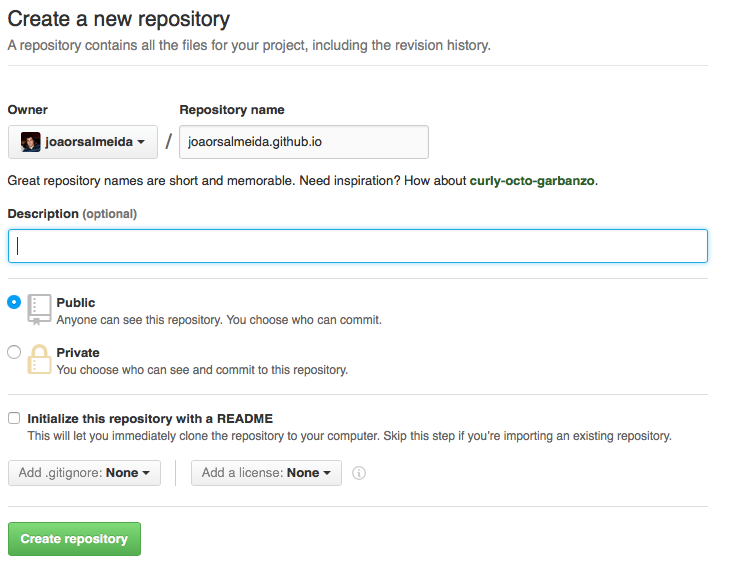 Create a new repository
A repository contains all the files for your project, including the revision history.
Owner Repository name
joaorsalmeida / joaorsalmeida.github.io
Great repository names are short and memorable. Need inspiration? How about curly-octo-garbanzo.
Description (optional)
Public
Anyone can see this repository. You choose who can commit.
Private
You choose who can see and commit to this repository.
Initialize this repository with a README
This will let you immediately clone the repository to your computer. Skip this step if you're importing an existing repository.
Add .gitignore: None Add a license: None
Create repository